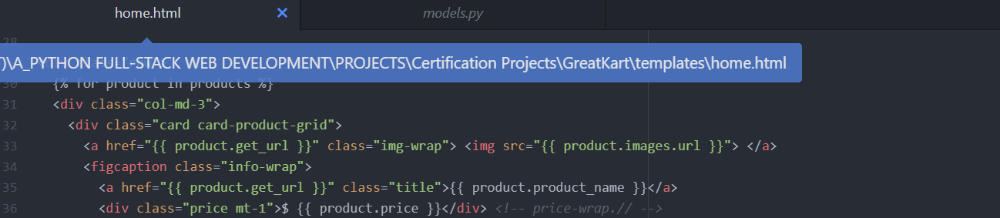 home.html × models.py
28
)\A_PYTHON FULL-STACK WEB DEVELOPMENT\PROJECTS\Certification Projects\GreatKart\templates\home.html
30 {% for product in products %}
31 <div class="col-md-3">
32 <div class="card card-product-grid">
33 <a href="{{ product.get_url }}" class="img-wrap"> <img src="{{ product.images.url }}"> </a>
34 <figcaption class="info-wrap">
35 <a href="{{ product.get_url }}" class="title">{{ product.product_name }}</a>
36 <div class="price mt-1">$ {{ product.price }}</div> <!-- price-wrap.// -->